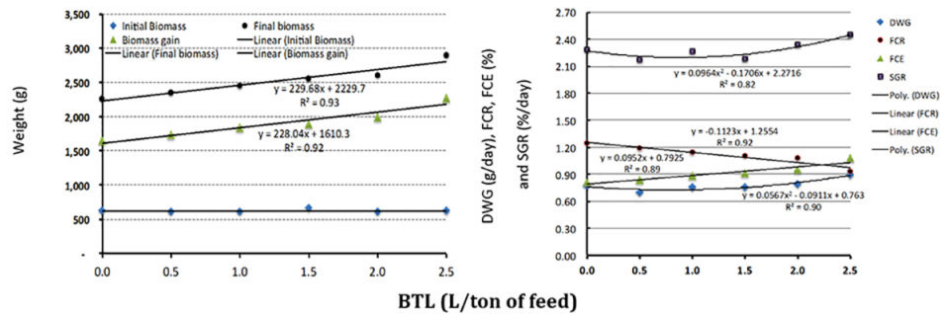 Initial Biomass
Final biomass
Biomass gain
Linear (Initial Biomass)
Linear (Final biomass)
Linear (Biomass gain)
3,500
3,000
2,500
2,000
1,500
1,000
500
-
Weight (g)
y = 229.68x + 2229.7
R² = 0.93
y = 228.04x + 1610.3
R² = 0.92
0.0 0.5 1.0 1.5 2.0 2.5
DWG (g/day), FCR, FCE (%)
and SGR (%/day)
2.70
2.40
2.10
1.80
1.50
1.20
0.90
0.60
0.30
0.00
y = 0.0964x² - 0.1706x + 2.2716
R² = 0.82
y = -0.1123x + 1.2554
R² = 0.92
y = 0.0952x + 0.7925
R² = 0.89
y = 0.0567x² - 0.0911x + 0.763
R² = 0.90
0.0 0.5 1.0 1.5 2.0 2.5
DWG
FCR
FCE
SGR
Poly. (DWG)
Linear (FCR)
Linear (FCE)
Poly. (SGR)
BTL (L/ton of feed)